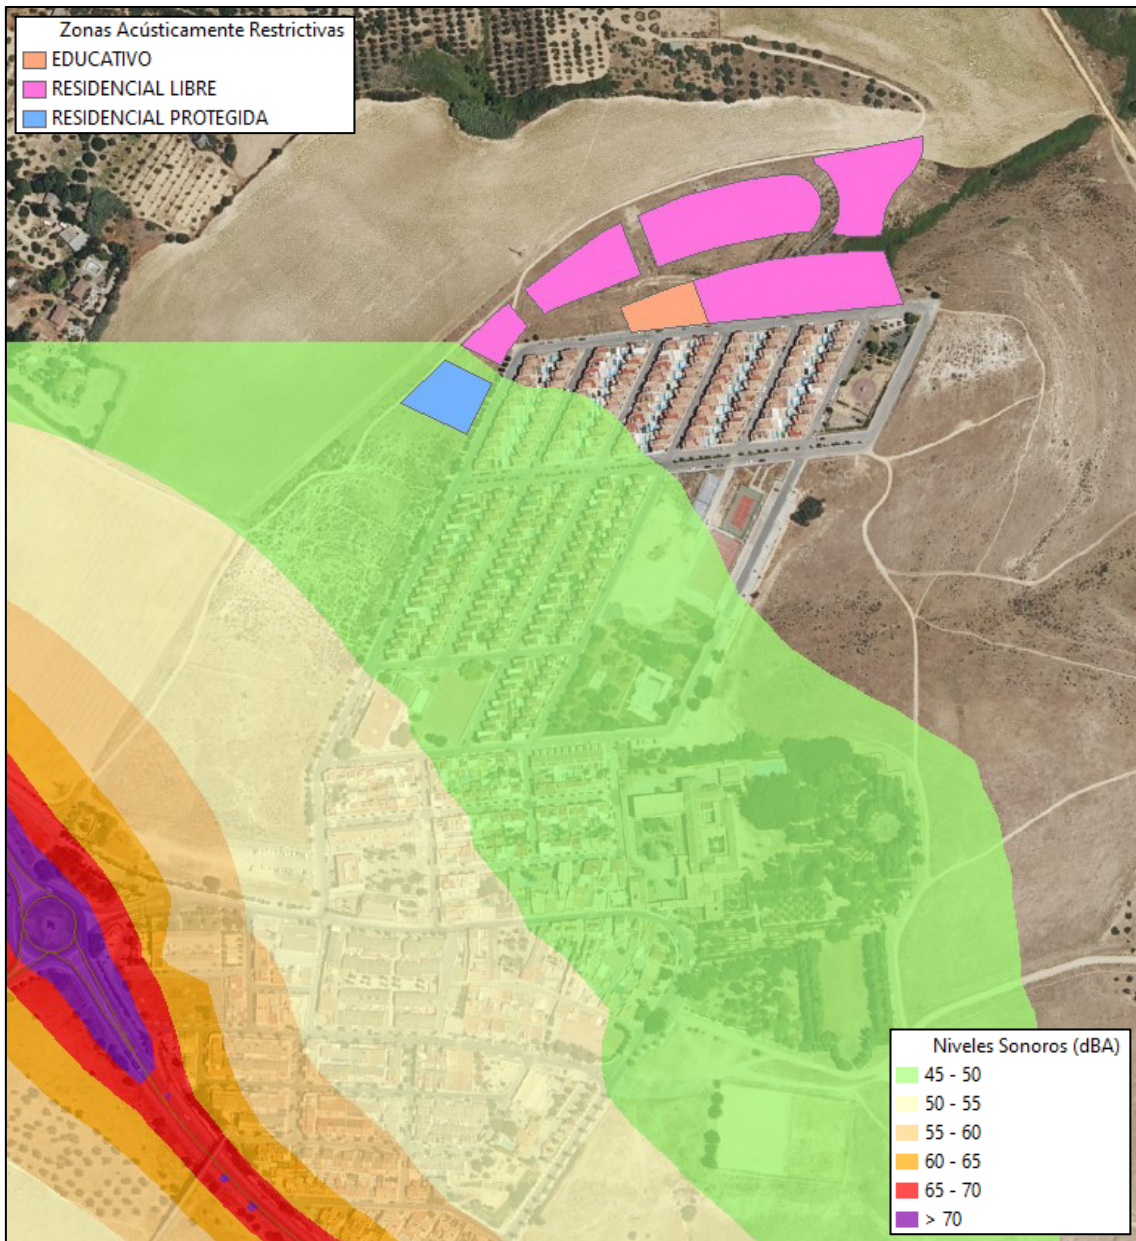 Zonas Acústicamente Restrictivas
EDUCATIVO
RESIDENCIAL LIBRE
RESIDENCIAL PROTEGIDA
Niveles Sonoros (dBA)
45 - 50
50 - 55
55 - 60
60 - 65
65 - 70
> 70